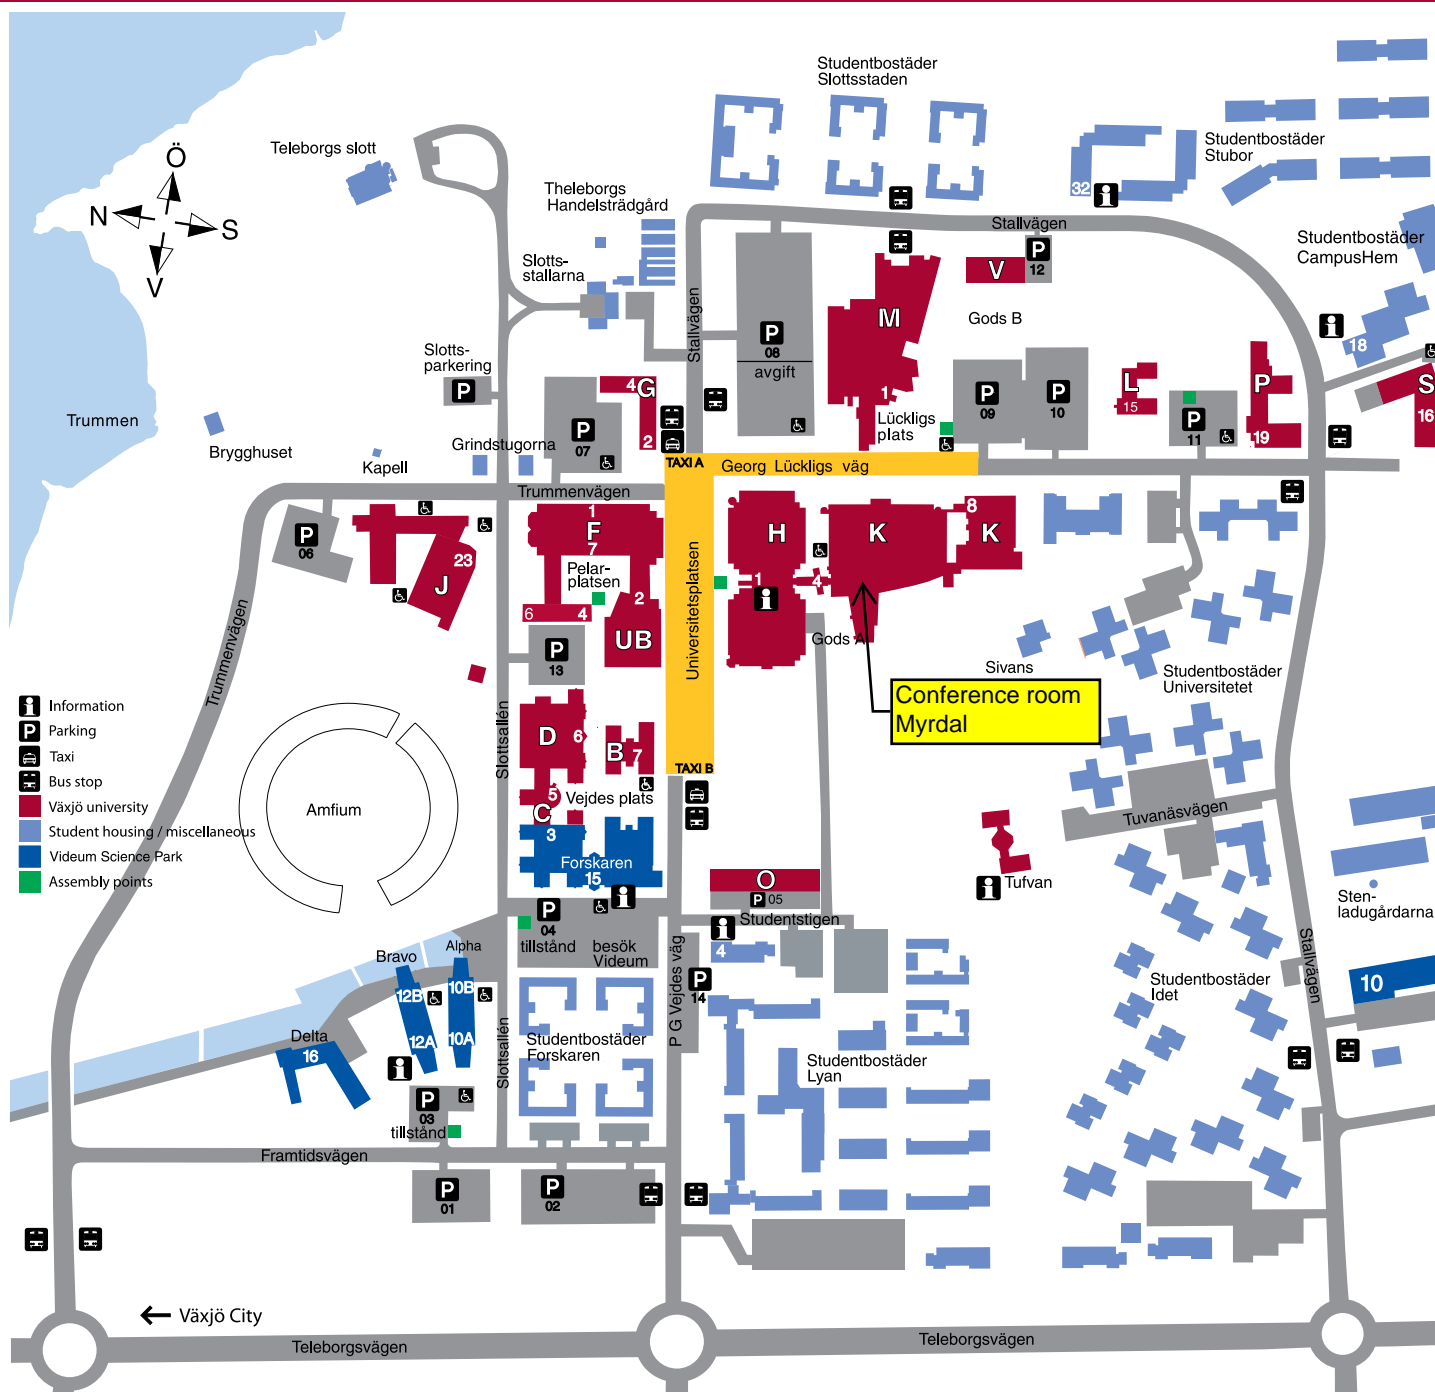 Studentbostäder
Slottsstaden
Teleborgs slott
Ö
N
S
V
Theleborgs
Handelsträdgård
Studentbostäder
Stubor
32
Stallvägen
Studentbostäder
CampusHem
Slotts-
stallarna
P
12
V
M
Gods B
Stallvägen
P
08
avgift
18
Slotts-
parkering
P
4
G
2
1
Lückligs
plats
P
09
P
10
L
15
P
11
P
19
S
16
Trummen
Brygghuset
Kapell
Grindstugorna
P
07
TAXI A
Georg Lückligs väg
Trummenvägen
P
06
J
23
1
F
7
Pelar-
platsen
2
6
4
UB
P
13
Universitetsplatsen
H
1
4
K
8
K
Gods A
Sivans
Studentbostäder
Universitetet
Conference room
Myrdal
Trummenvägen
Information
Parking
Taxi
Bus stop
Växjö university
Student housing / miscellaneous
Videum Science Park
Assembly points
Slottsallén
D
6
B
7
TAXI B
5
C
Vejdes plats
3
Forskaren
15
Amfium
Tuvanäsvägen
O
P 05
Tufvan
Sten-
ladugårdarna
P
04
tillstånd
besök
Videum
Studentstigen
4
P G Vejdes väg
P
14
Bravo
Alpha
12B
10B
12A
10A
Delta
16
Slottsallén
Studentbostäder
Forskaren
Studentbostäder
Lyan
Studentbostäder
Idet
Stallvägen
10
P
03
tillstånd
Framtidsvägen
P
01
P
02
Växjö City
Teleborgsvägen
Teleborgsvägen